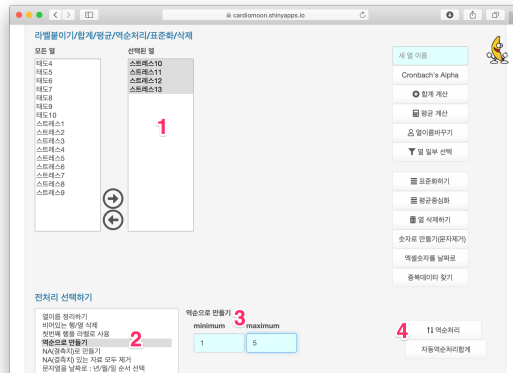 cardiomoon.shinyapps.io
라벨붙이기/합계/평균/역순처리/표준화/삭제
모든 열
선택된 열
태도4
태도5
태도6
태도7
태도8
태도9
태도10
스트레스1
스트레스2
스트레스3
스트레스4
스트레스5
스트레스6
스트레스7
스트레스8
스트레스9
스트레스10
스트레스11
스트레스12
스트레스13
1
새 열 이름
Cronbach's Alpha
합계 계산
평균 계산
열이름바꾸기
열 일부 선택
표준화하기
평균중심화
열 삭제하기
숫자로 만들기(문자제거)
엑셀숫자를 날짜로
중복데이타 찾기
전처리 선택하기
열이름 정리하기
비어있는 행/열 삭제
첫번째 행을 라벨로 사용
역순으로 만들기
NA(결측치)로 만들기
NA(결측치) 있는 자료 모두 제거
문자열을 날짜로 : 년/월/일 순서 선택
2
역순으로 만들기
3
minimum
maximum
1
5
4
역순처리
자동역순처리합계